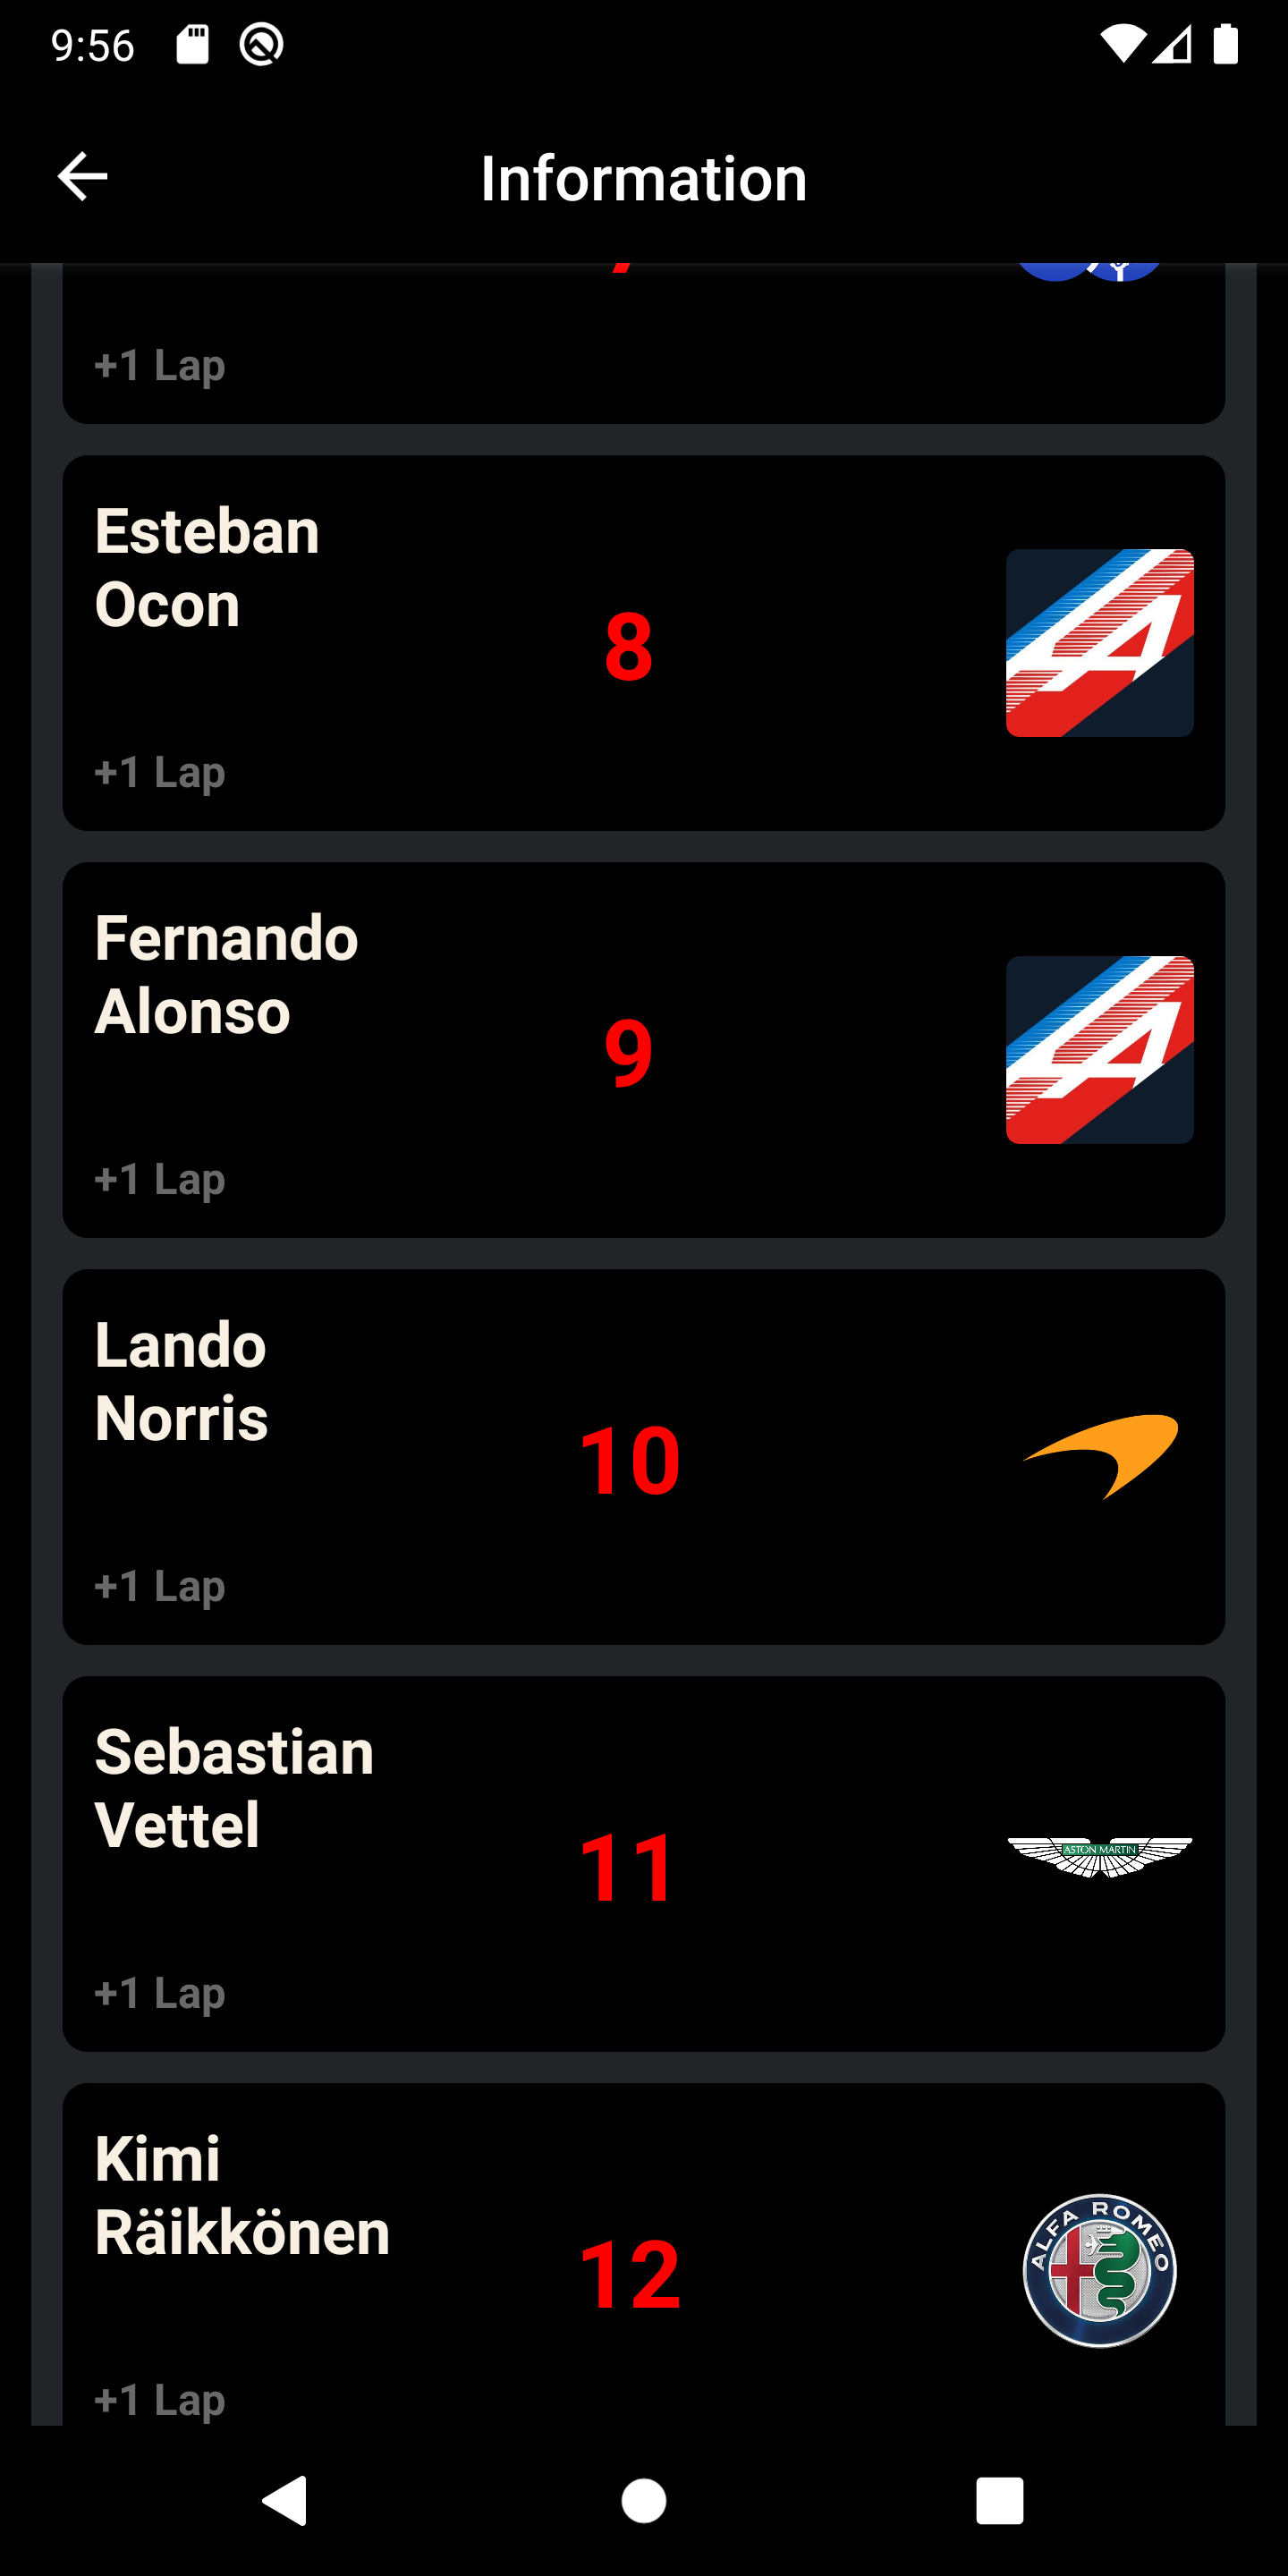 9:56
Information
+1 Lap
Esteban
Ocon
8
+1 Lap
Fernando
Alonso
9
+1 Lap
Lando
Norris
10
+1 Lap
Sebastian
Vettel
11
ASTON MARTIN
+1 Lap
Kimi
Räikkönen
12
ALFA ROMEO
+1 Lap